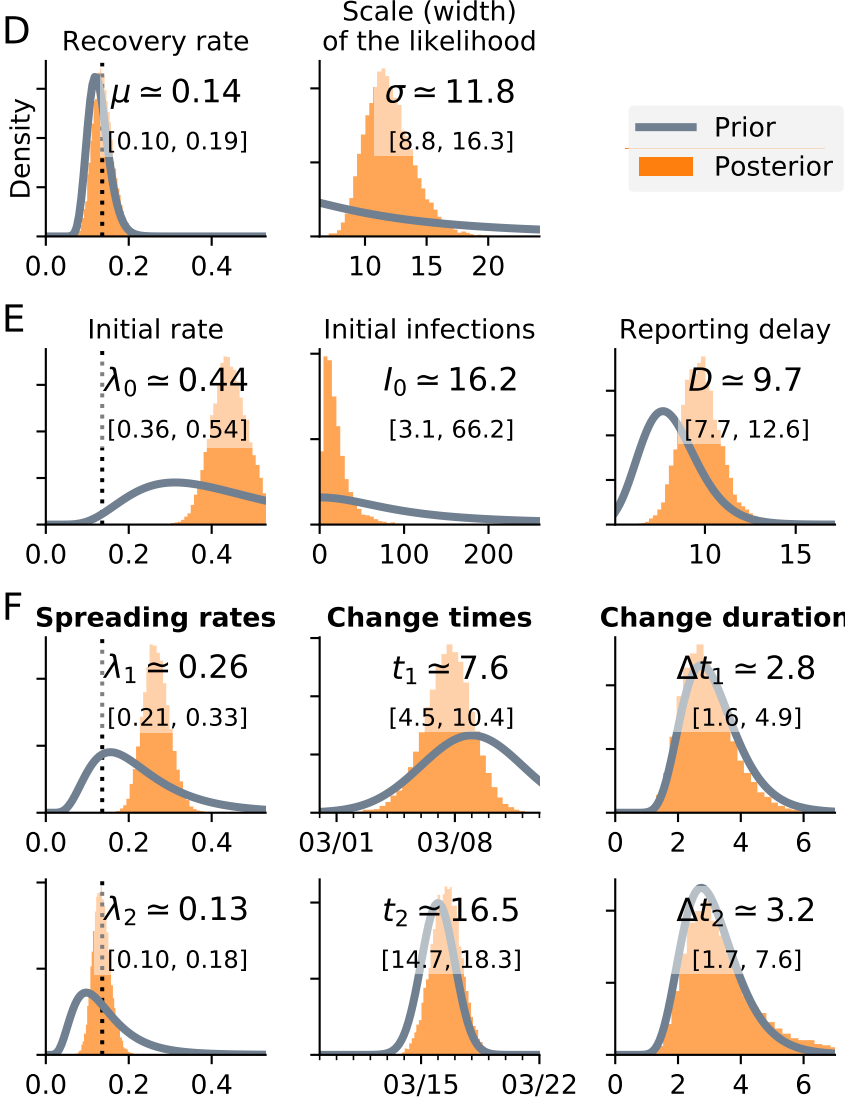 D
Recovery rate
Scale (width)
of the likelihood
Density
μ ≃ 0.14
[0.10, 0.19]
σ ≃ 11.8
[8.8, 16.3]
Prior
Posterior
0.0 0.2 0.4
10 15 20
E
Initial rate
Initial infections
Reporting delay
λ₀ ≃ 0.44
[0.36, 0.54]
I₀ ≃ 16.2
[3.1, 66.2]
D ≃ 9.7
[7.7, 12.6]
0.0 0.2 0.4
0 100 200
10 15
F
Spreading rates
Change times
Change duration
λ₁ ≃ 0.26
[0.21, 0.33]
t₁ ≃ 7.6
[4.5, 10.4]
Δt₁ ≃ 2.8
[1.6, 4.9]
0.0 0.2 0.4
03/01 03/08
0 2 4 6
λ₂ ≃ 0.13
[0.10, 0.18]
t₂ ≃ 16.5
[14.7, 18.3]
Δt₂ ≃ 3.2
[1.7, 7.6]
0.0 0.2 0.4
03/15 03/22
0 2 4 6